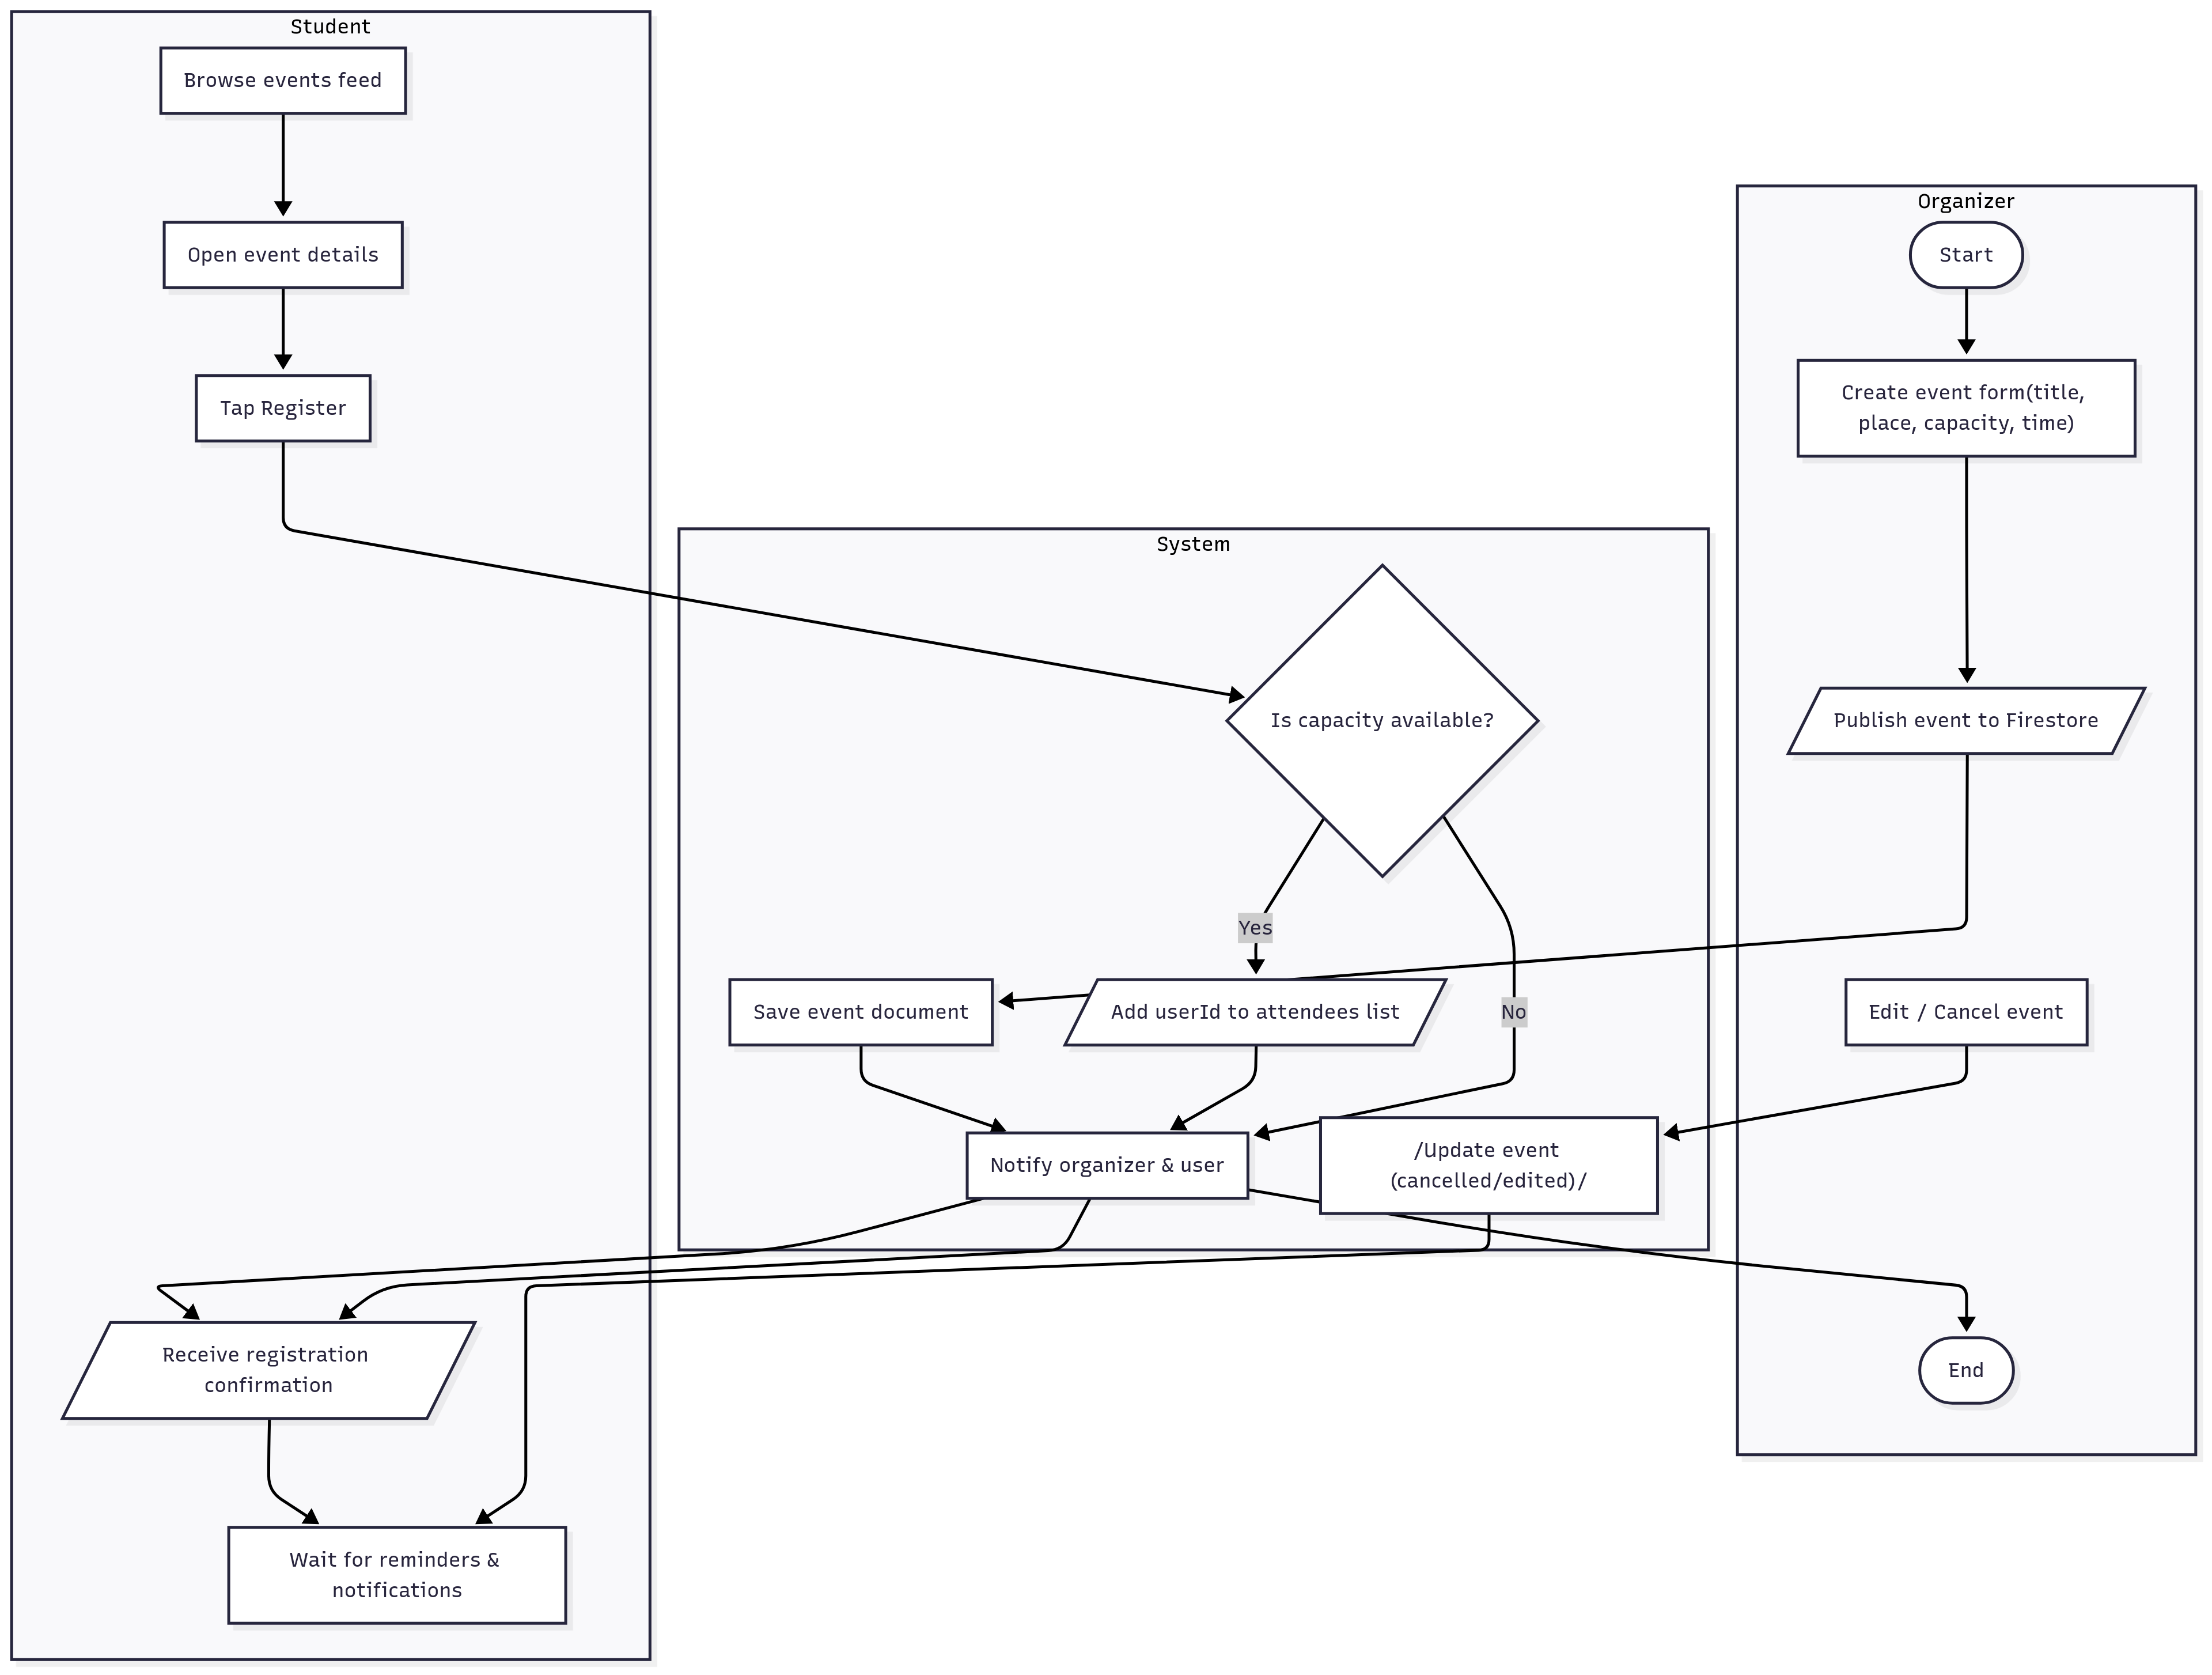 Student
Browse events feed
Open event details
Tap Register
System
Is capacity available?
Yes
No
Save event document
Add userId to attendees list
Notify organizer & user
/Update event
(cancelled/edited)/
Organizer
Start
Create event form(title,
place, capacity, time)
Publish event to Firestore
Edit / Cancel event
End
Receive registration
confirmation
Wait for reminders &
notifications